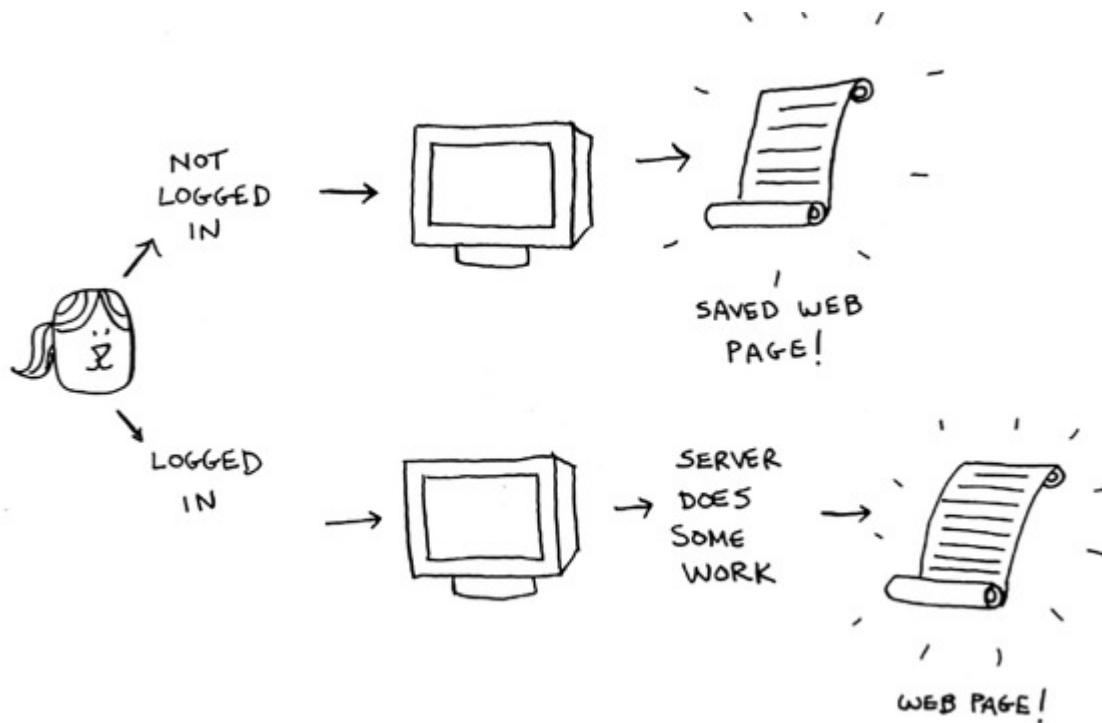 NOT
LOGGED
IN
SAVED WEB
PAGE!
LOGGED
IN
SERVER
DOES
SOME
WORK
WEB PAGE!